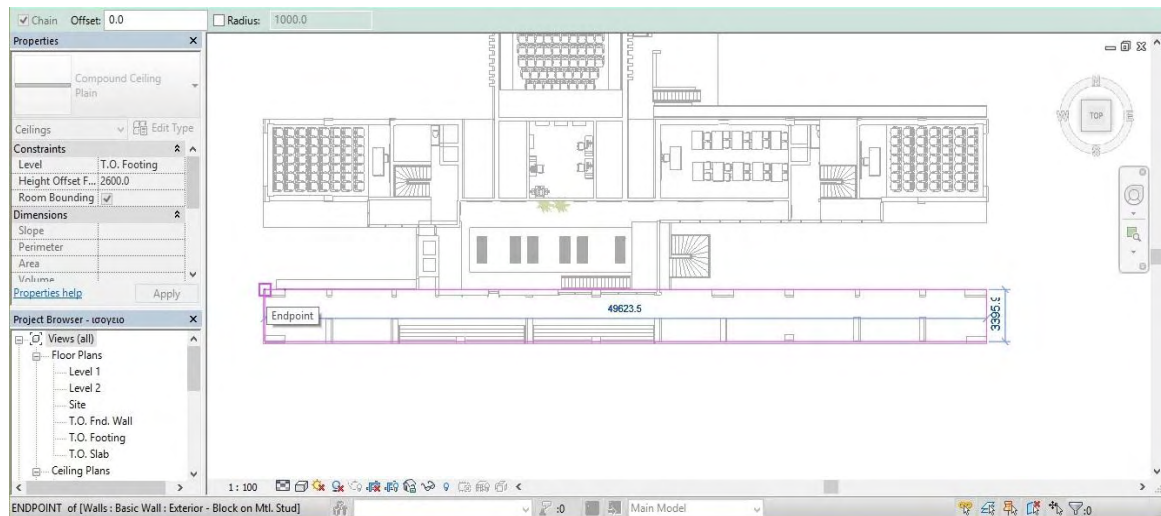 Chain Offset: 0.0 Radius: 1000.0
Properties
Compound Ceiling
Plain
Ceilings Edit Type
Constraints
Level T.O. Footing
Height Offset F... 2600.0
Room Bounding
Dimensions
Slope
Perimeter
Area
Volume
Properties help Apply
Project Browser - ισογειο
Views (all)
Floor Plans
Level 1
Level 2
Site
T.O. Fnd. Wall
T.O. Footing
T.O. Slab
Ceiling Plans
TOP
Endpoint
49623.5
3395.9
1 : 100
ENDPOINT of [Walls : Basic Wall : Exterior - Block on Mtl. Stud] :0 Main Model :0